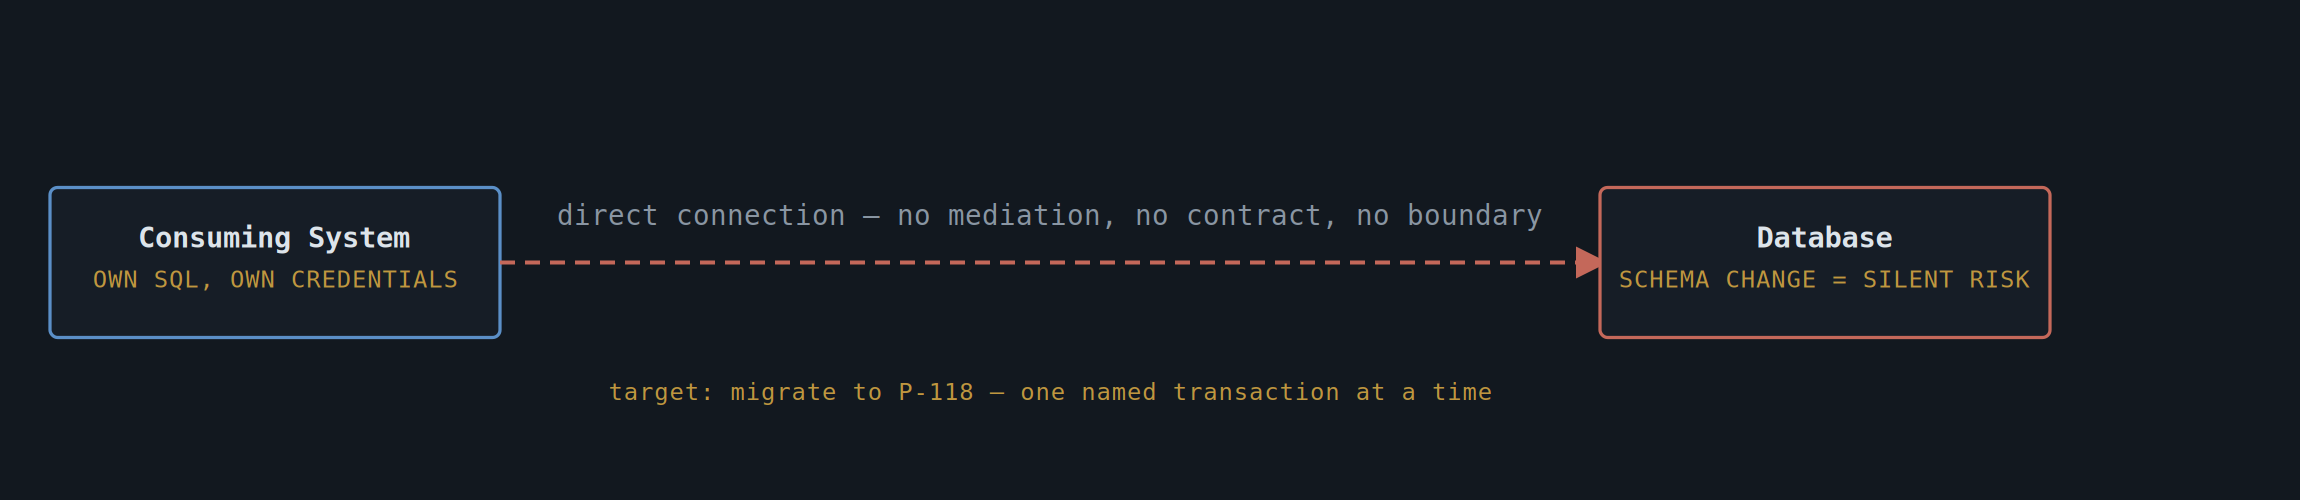 direct connection — no mediation, no contract, no boundary
Consuming System
OWN SQL, OWN CREDENTIALS
Database
SCHEMA CHANGE = SILENT RISK
target: migrate to P-118 — one named transaction at a time